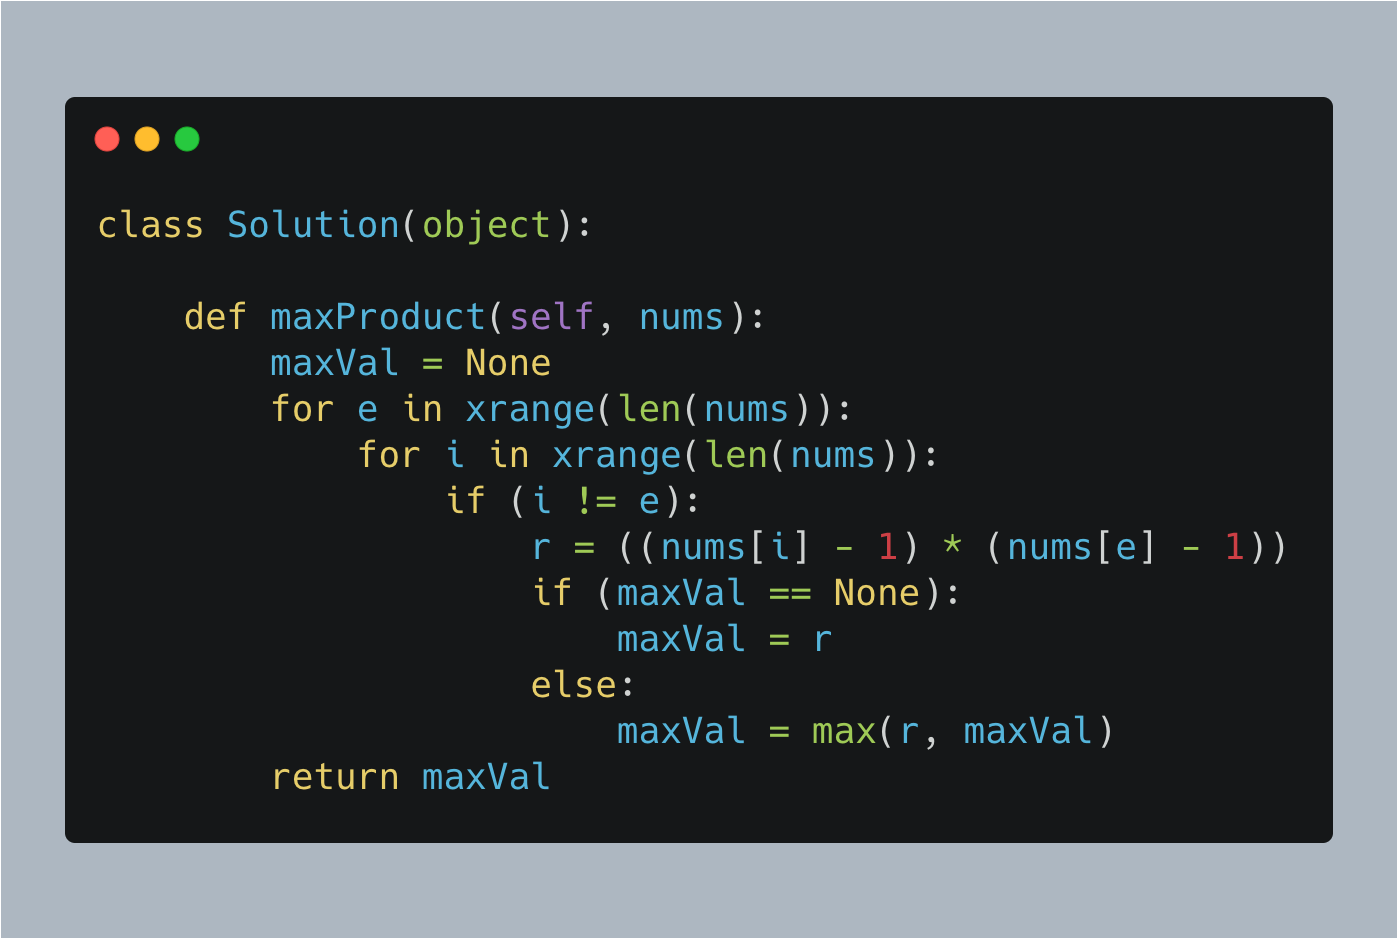 class Solution(object):

    def maxProduct(self, nums):
        maxVal = None
        for e in xrange(len(nums)):
            for i in xrange(len(nums)):
                if (i != e):
                    r = ((nums[i] - 1) * (nums[e] - 1))
                    if (maxVal == None):
                        maxVal = r
                    else:
                        maxVal = max(r, maxVal)
        return maxVal